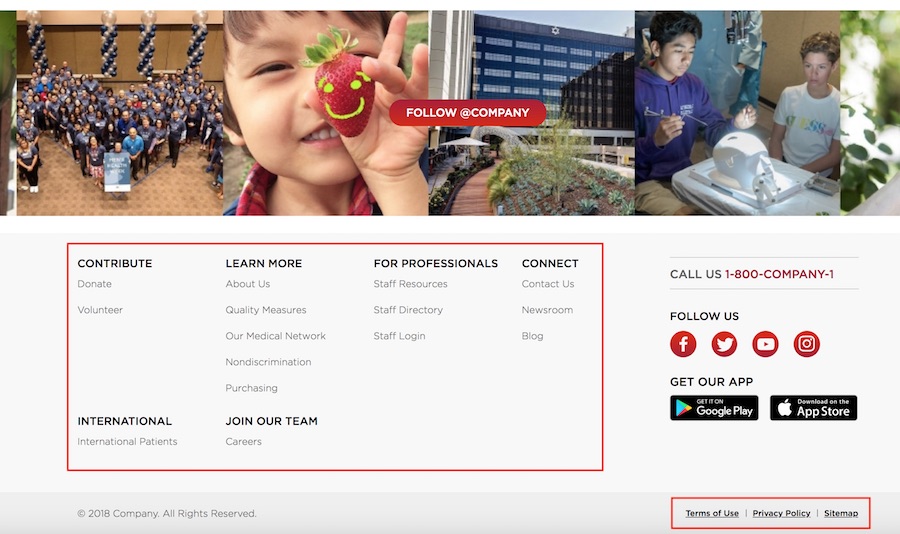 FOLLOW @COMPANY
CONTRIBUTE
Donate
Volunteer
LEARN MORE
About Us
Quality Measures
Our Medical Network
Nondiscrimination
Purchasing
FOR PROFESSIONALS
Staff Resources
Staff Directory
Staff Login
CONNECT
Contact Us
Newsroom
Blog
INTERNATIONAL
International Patients
JOIN OUR TEAM
Careers
CALL US 1-800-COMPANY-1
FOLLOW US
GET OUR APP
GET IT ON
Google Play
Download on the
App Store
© 2018 Company. All Rights Reserved.
Terms of Use | Privacy Policy | Sitemap